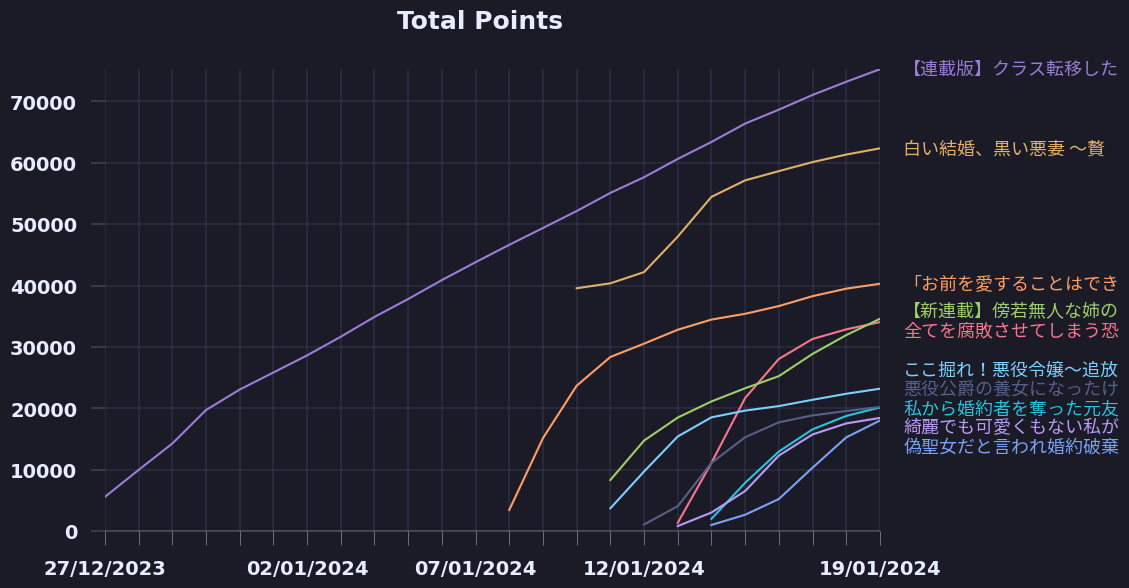 Total Points
70000
60000
50000
40000
30000
20000
10000
0
27/12/2023
02/01/2024
07/01/2024
12/01/2024
19/01/2024
【連載版】クラス転移した
白い結婚、黒い悪妻 ～贅
「お前を愛することはでき
【新連載】傍若無人な姉の
全てを腐敗させてしまう恐
ここ掘れ！悪役令嬢～追放
悪役公爵の養女になったけ
私から婚約者を奪った元友
綺麗でも可愛くもない私が
偽聖女だと言われ婚約破棄